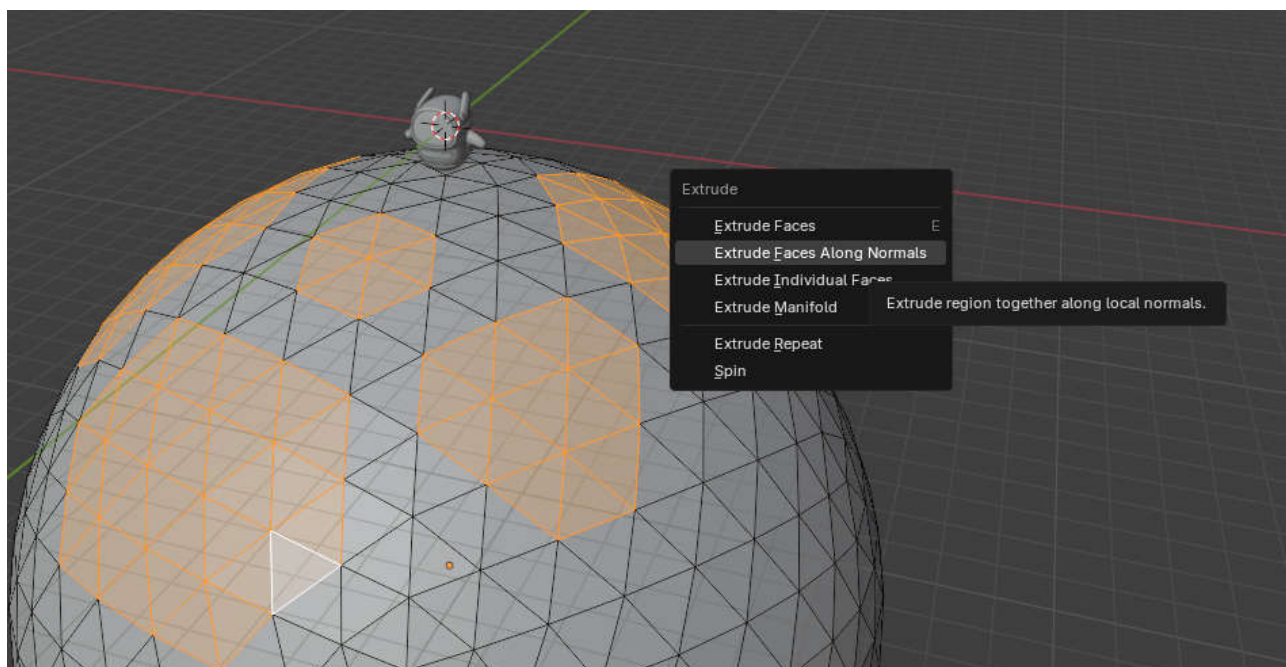 Extrude
Extrude Faces E
Extrude Faces Along Normals
Extrude Individual Faces
Extrude region together along local normals.
Extrude Manifold
Extrude Repeat
Spin